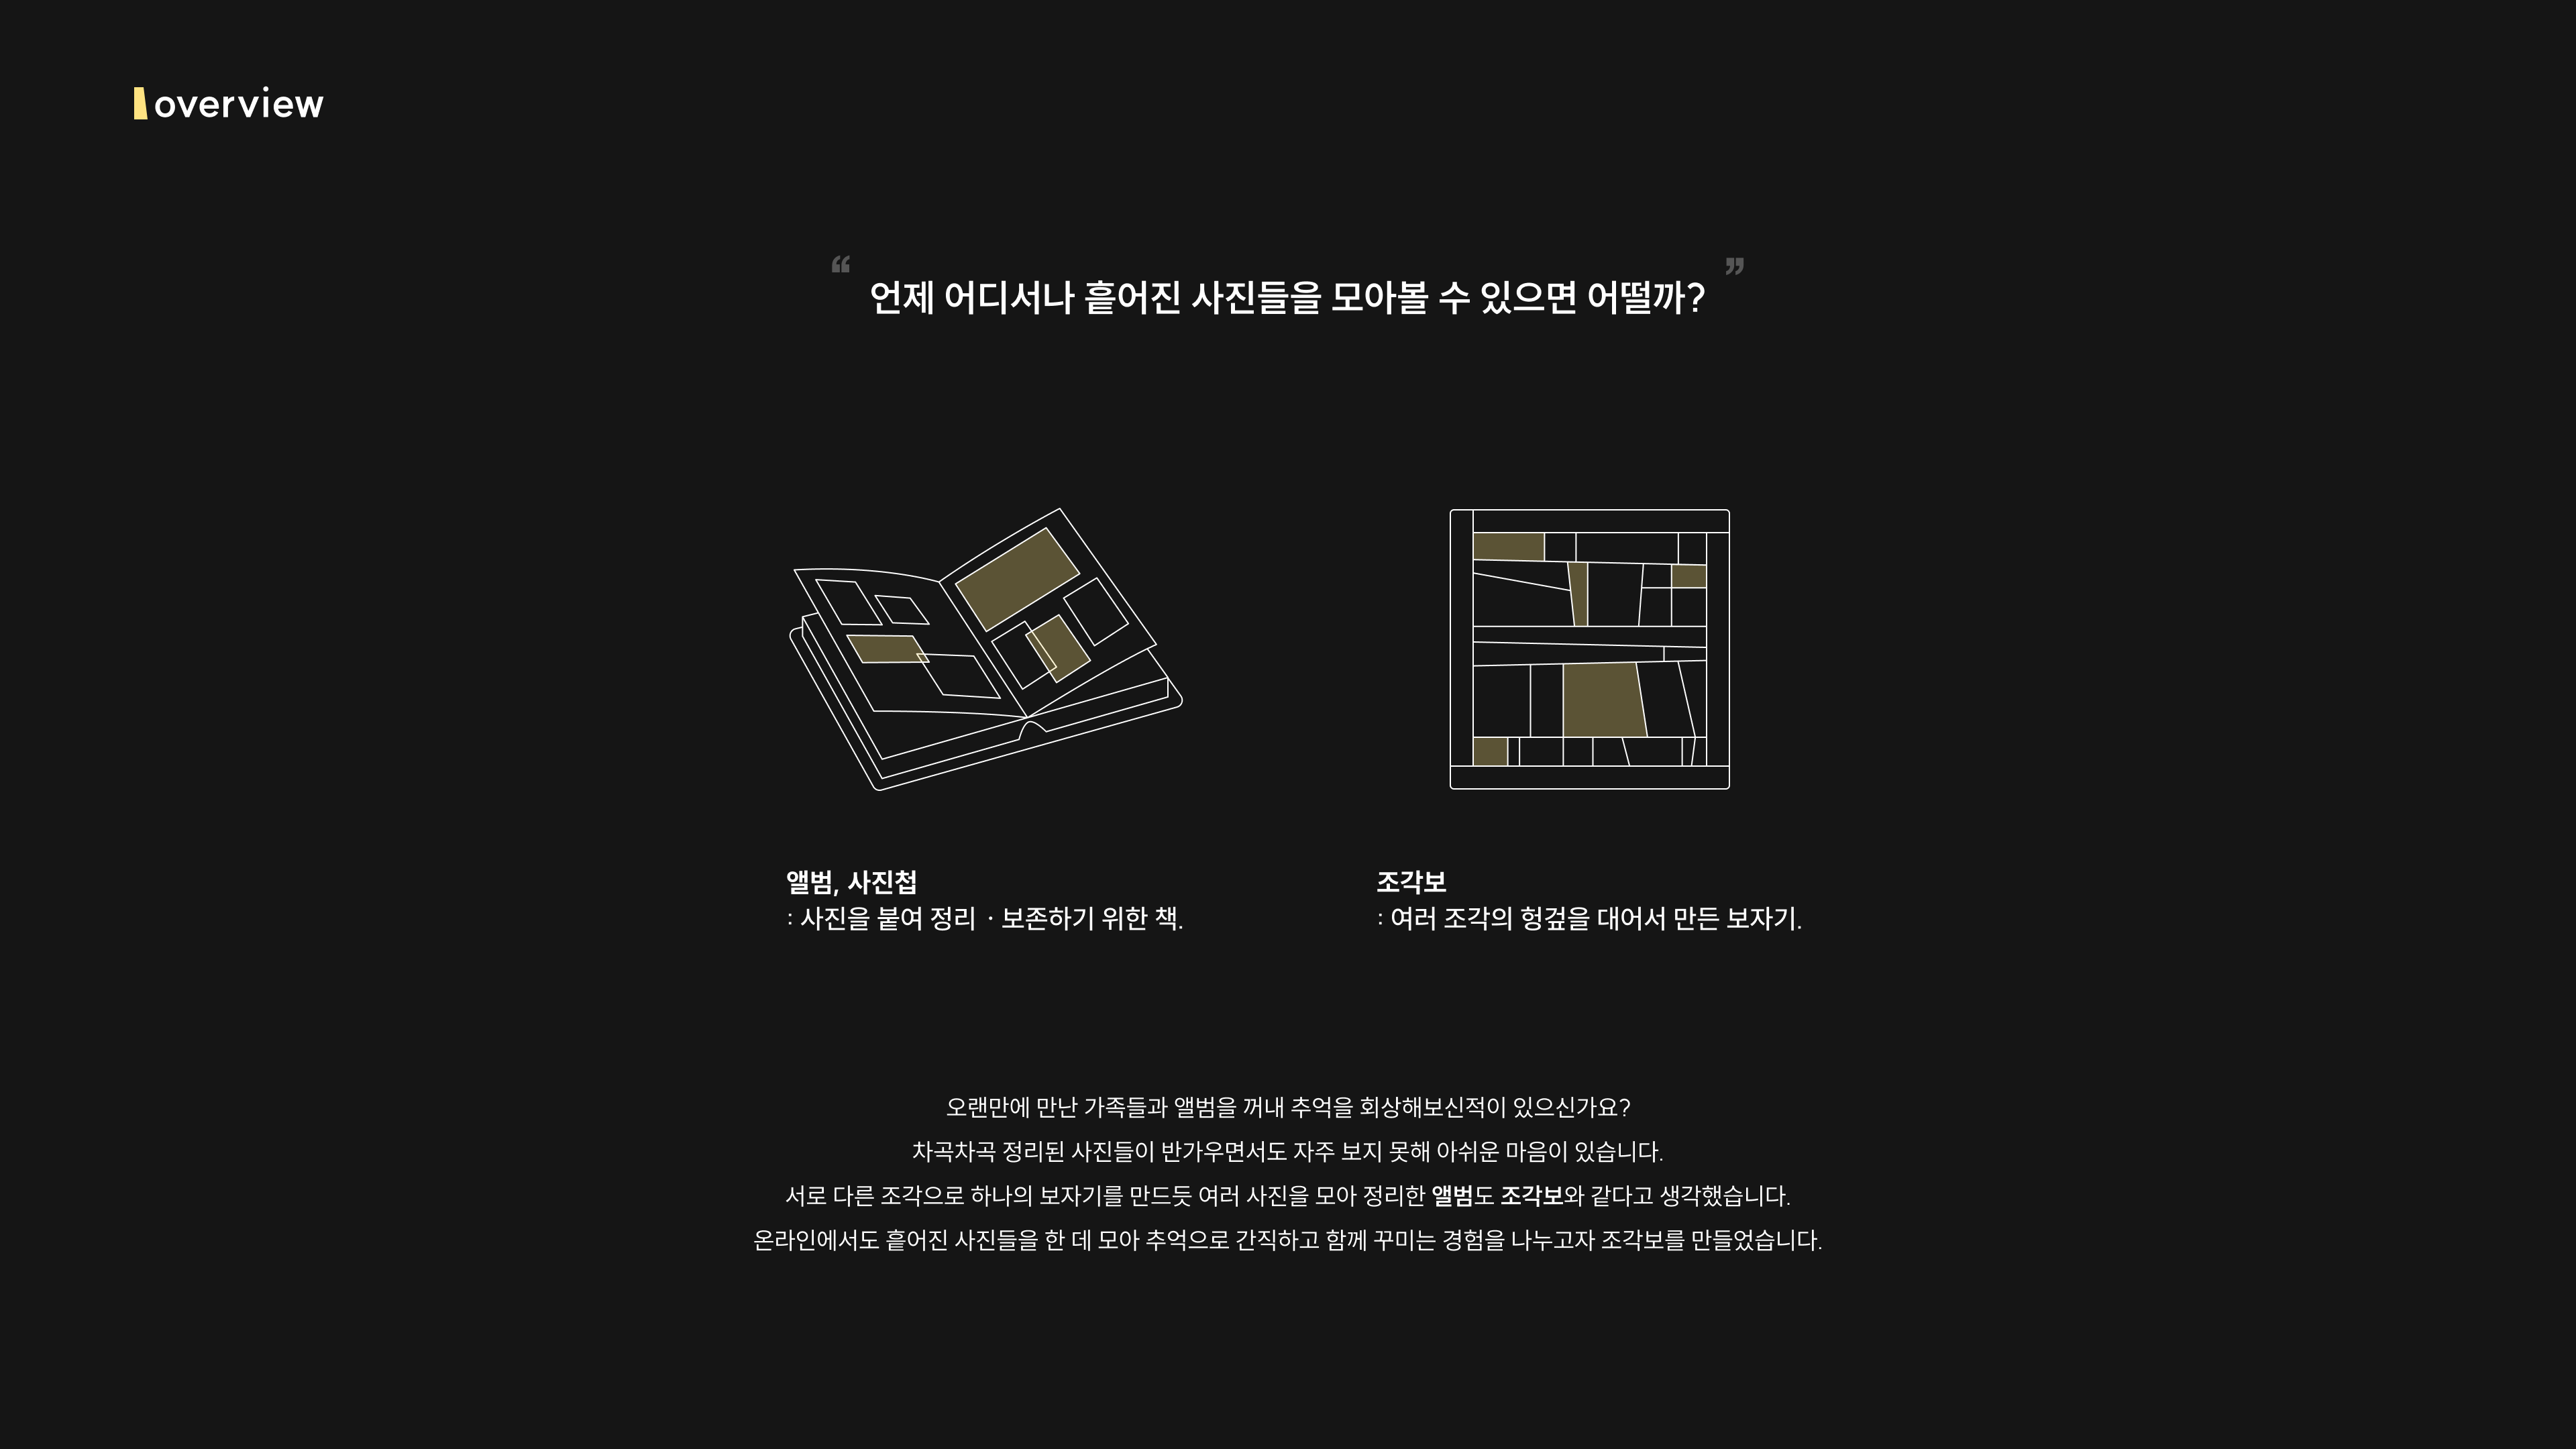 overview
“ 언제 어디서나 흩어진 사진들을 모아볼 수 있으면 어떨까? ”
앨범, 사진첩
: 사진을 붙여 정리 · 보존하기 위한 책.
조각보
: 여러 조각의 헝겊을 대어서 만든 보자기.
오랜만에 만난 가족들과 앨범을 꺼내 추억을 회상해보신적이 있으신가요?
차곡차곡 정리된 사진들이 반가우면서도 자주 보지 못해 아쉬운 마음이 있습니다.
서로 다른 조각으로 하나의 보자기를 만드듯 여러 사진을 모아 정리한 앨범도 조각보와 같다고 생각했습니다.
온라인에서도 흩어진 사진들을 한 데 모아 추억으로 간직하고 함께 꾸미는 경험을 나누고자 조각보를 만들었습니다.